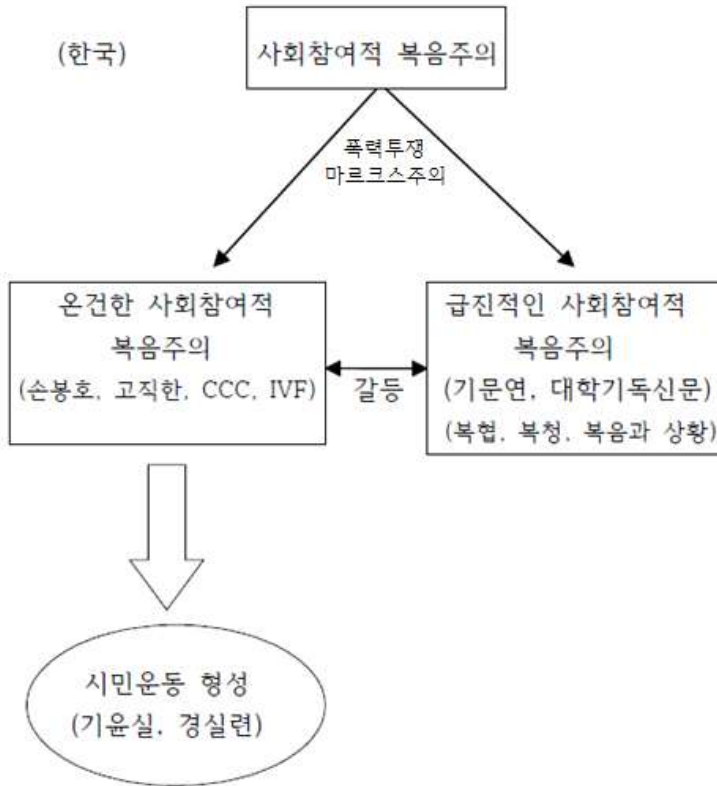 (한국)
사회참여적 복음주의
폭력투쟁
마르크스주의
온건한 사회참여적
복음주의
(손봉호, 고직한, CCC, IVF)
갈등
급진적인 사회참여적
복음주의
(기문연, 대학기독신문)
(복협, 복청, 복음과 상황)
시민운동 형성
(기윤실, 경실련)